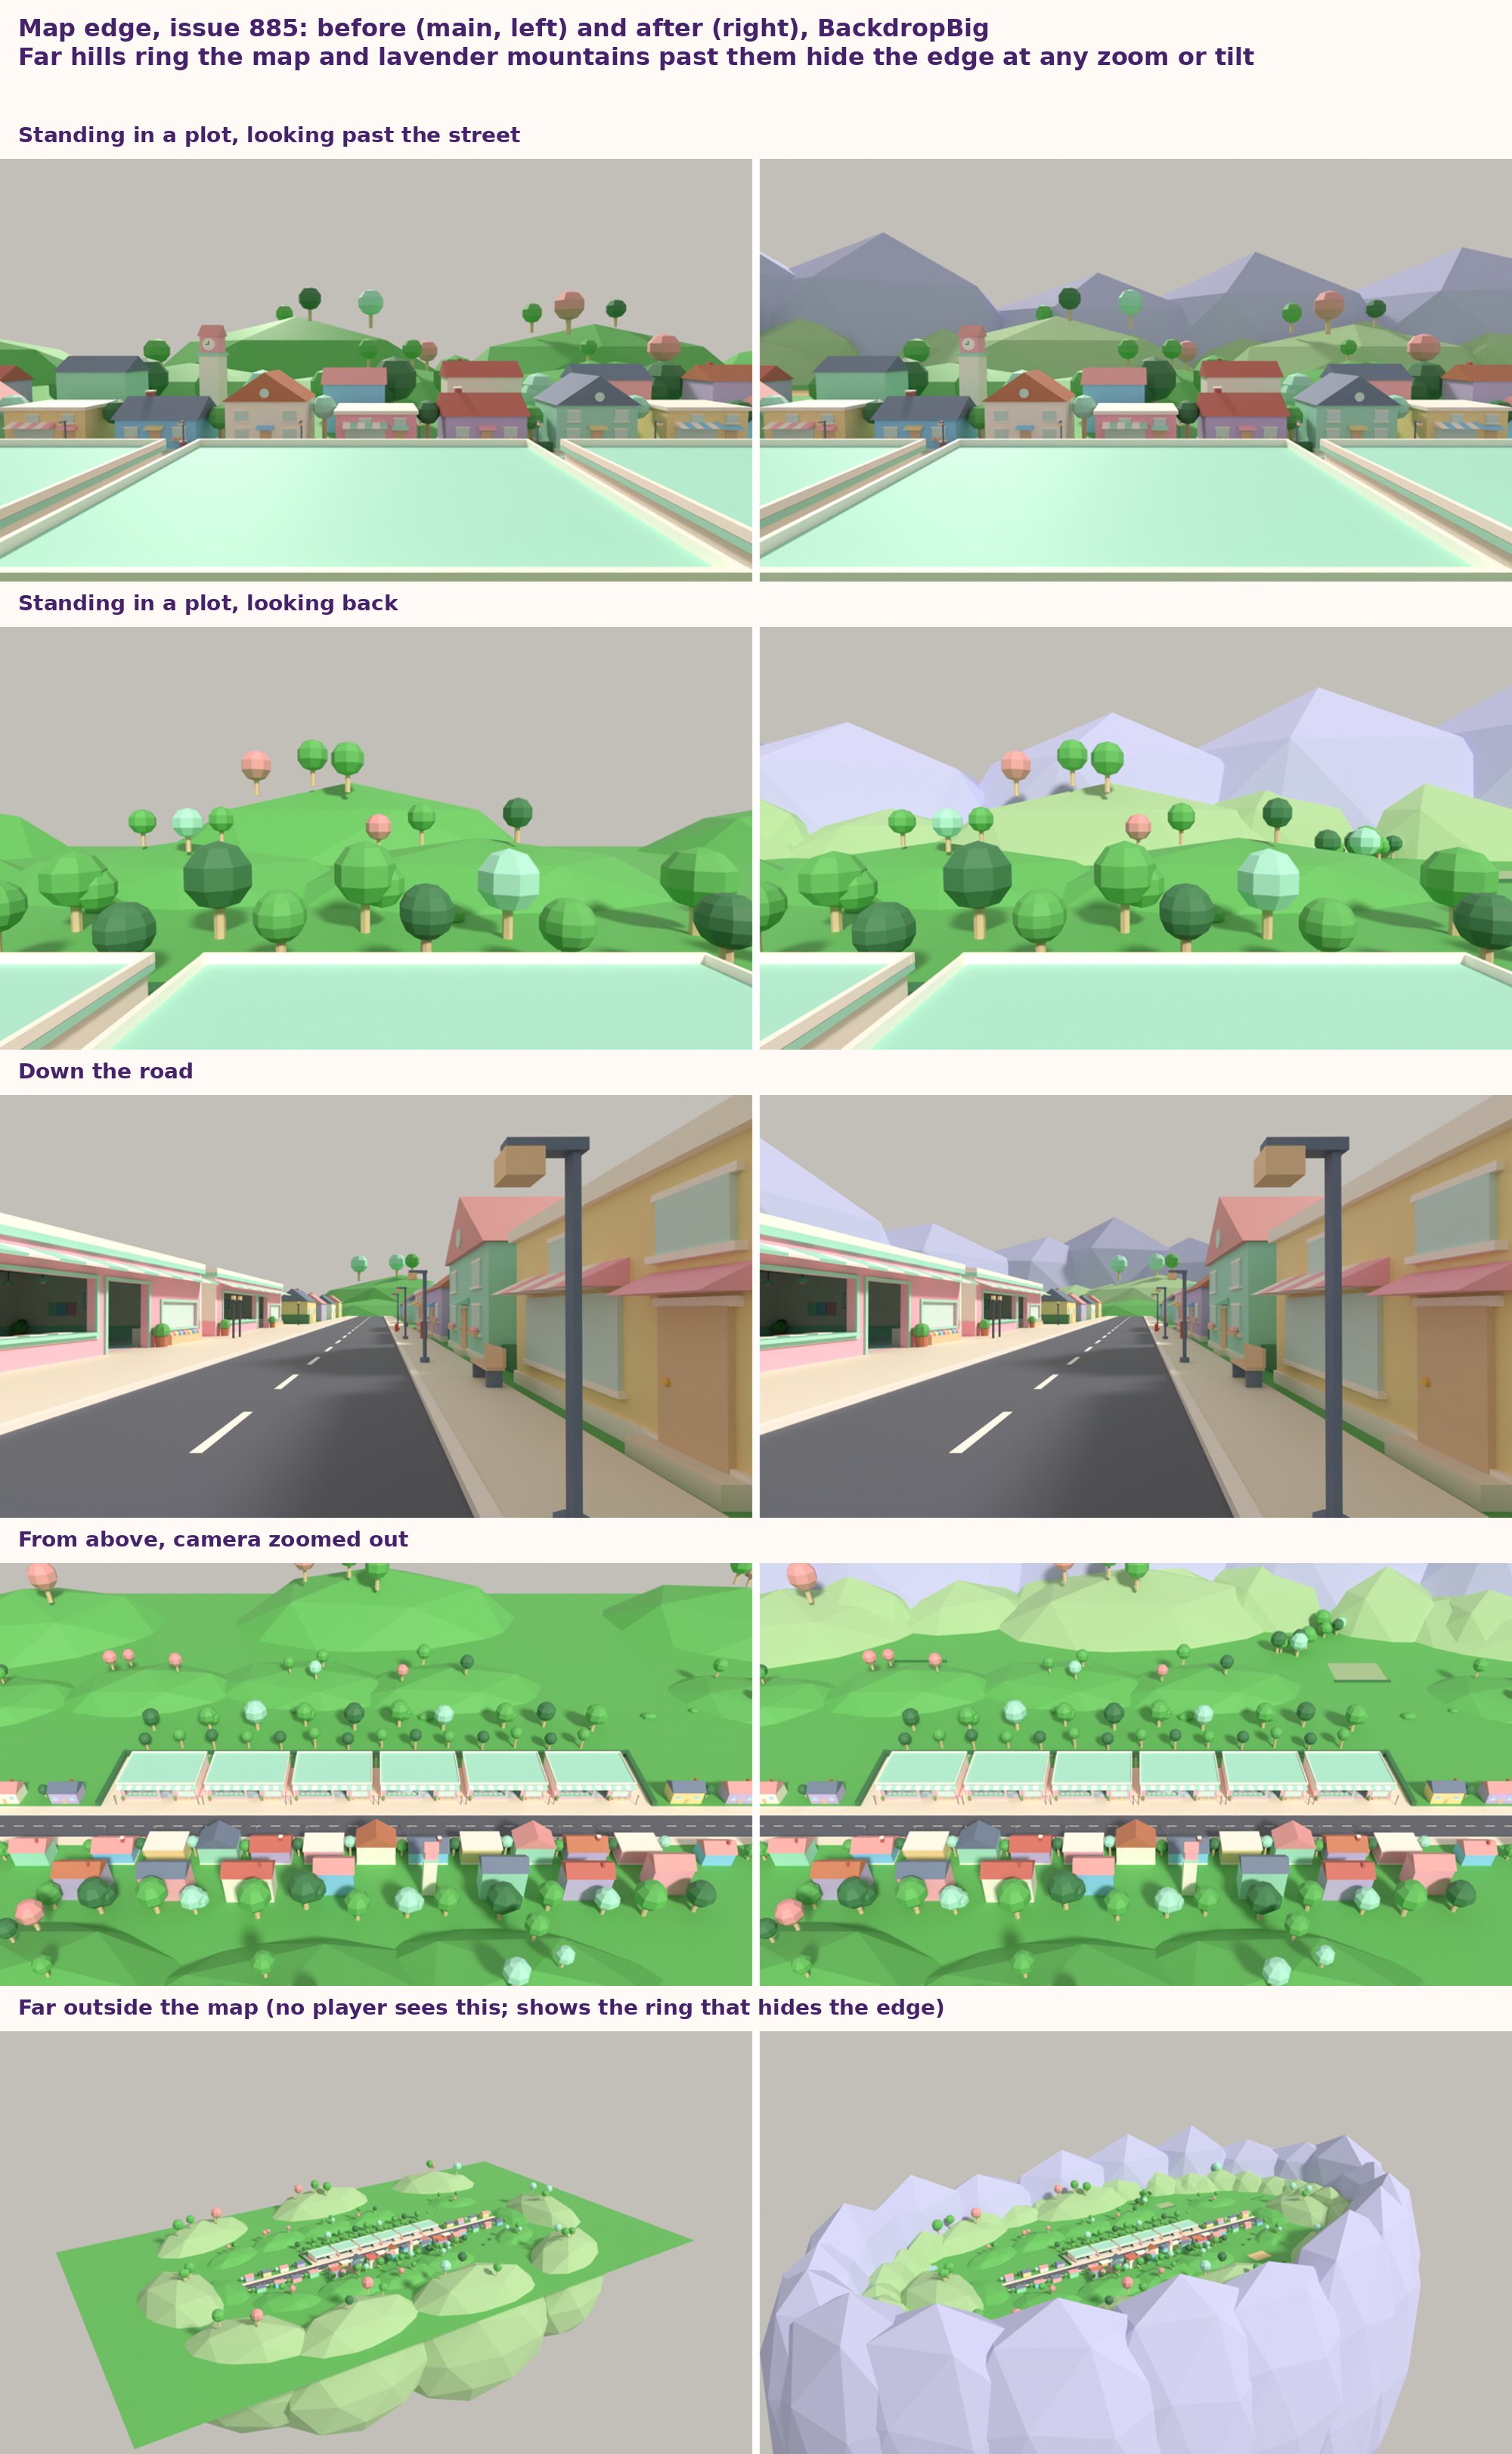 Map edge, issue 885: before (main, left) and after (right), BackdropBig
Far hills ring the map and lavender mountains past them hide the edge at any zoom or tilt
Standing in a plot, looking past the street
Standing in a plot, looking back
Down the road
From above, camera zoomed out
Far outside the map (no player sees this; shows the ring that hides the edge)